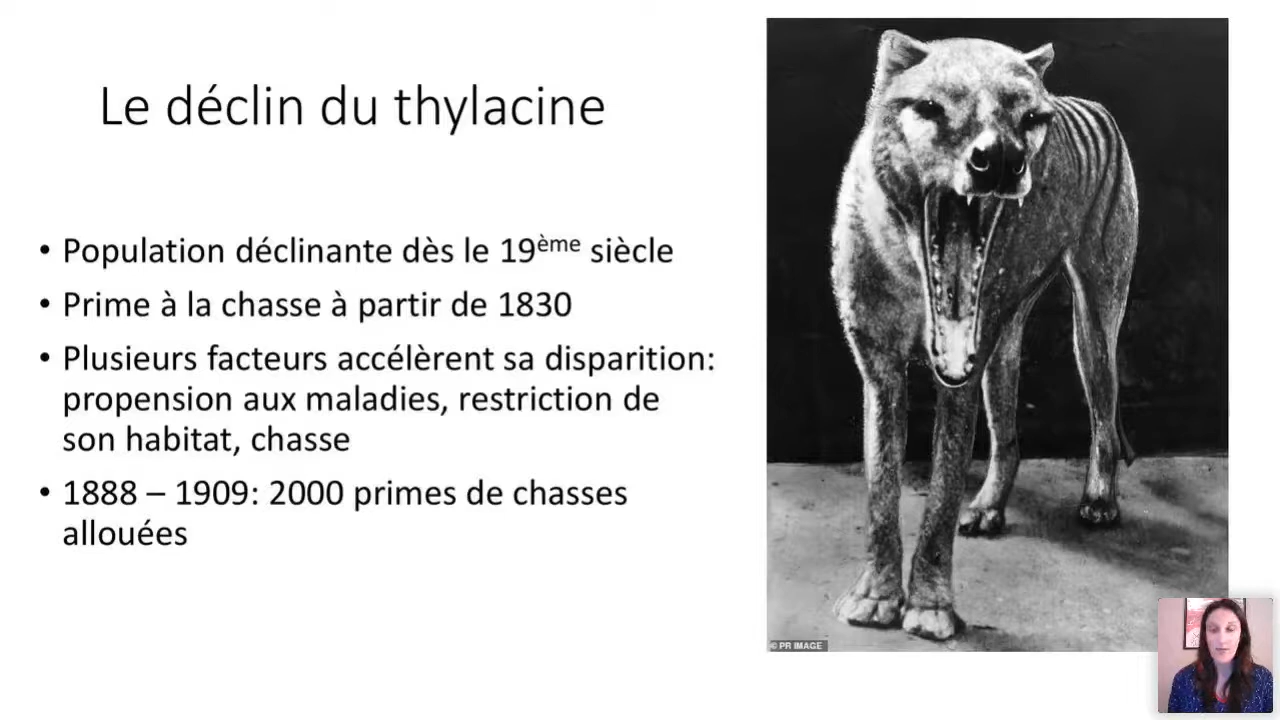 Le déclin du thylacine
• Population déclinante dès le 19ème siècle
• Prime à la chasse à partir de 1830
• Plusieurs facteurs accélèrent sa disparition:
propension aux maladies, restriction de
son habitat, chasse
• 1888 – 1909: 2000 primes de chasses
allouées
© PR IMAGE